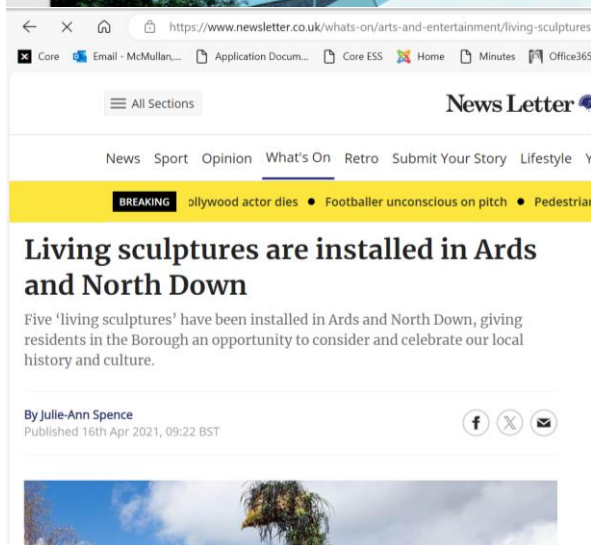 https://www.newsletter.co.uk/whats-on/arts-and-entertainment/living-sculptures
Core Email - McMullan,... Application Docum... Core ESS Home Minutes Office365
All Sections News Letter
News Sport Opinion What's On Retro Submit Your Story Lifestyle Y
BREAKING ollywood actor dies ● Footballer unconscious on pitch ● Pedestrian
Living sculptures are installed in Ards
and North Down
Five ‘living sculptures’ have been installed in Ards and North Down, giving
residents in the Borough an opportunity to consider and celebrate our local
history and culture.
By Julie-Ann Spence
Published 16th Apr 2021, 09:22 BST